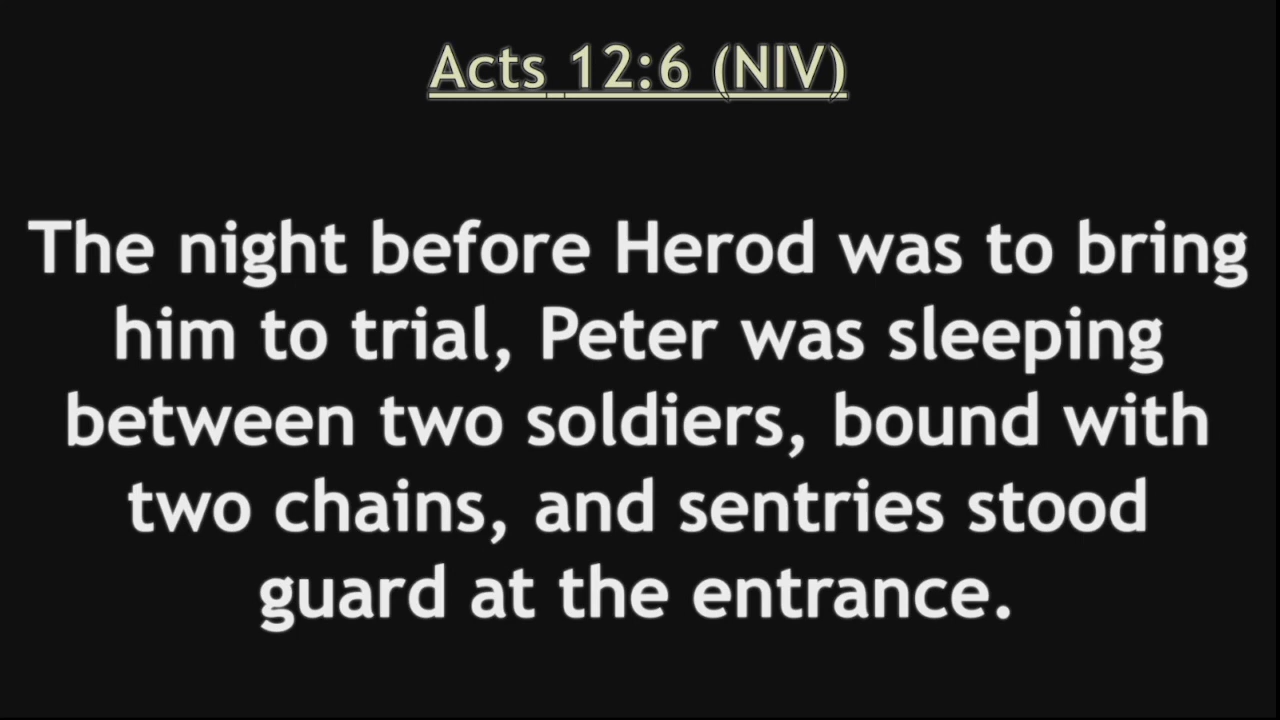 Acts 12:6 (NIV)
The night before Herod was to bring
him to trial, Peter was sleeping
between two soldiers, bound with
two chains, and sentries stood
guard at the entrance.